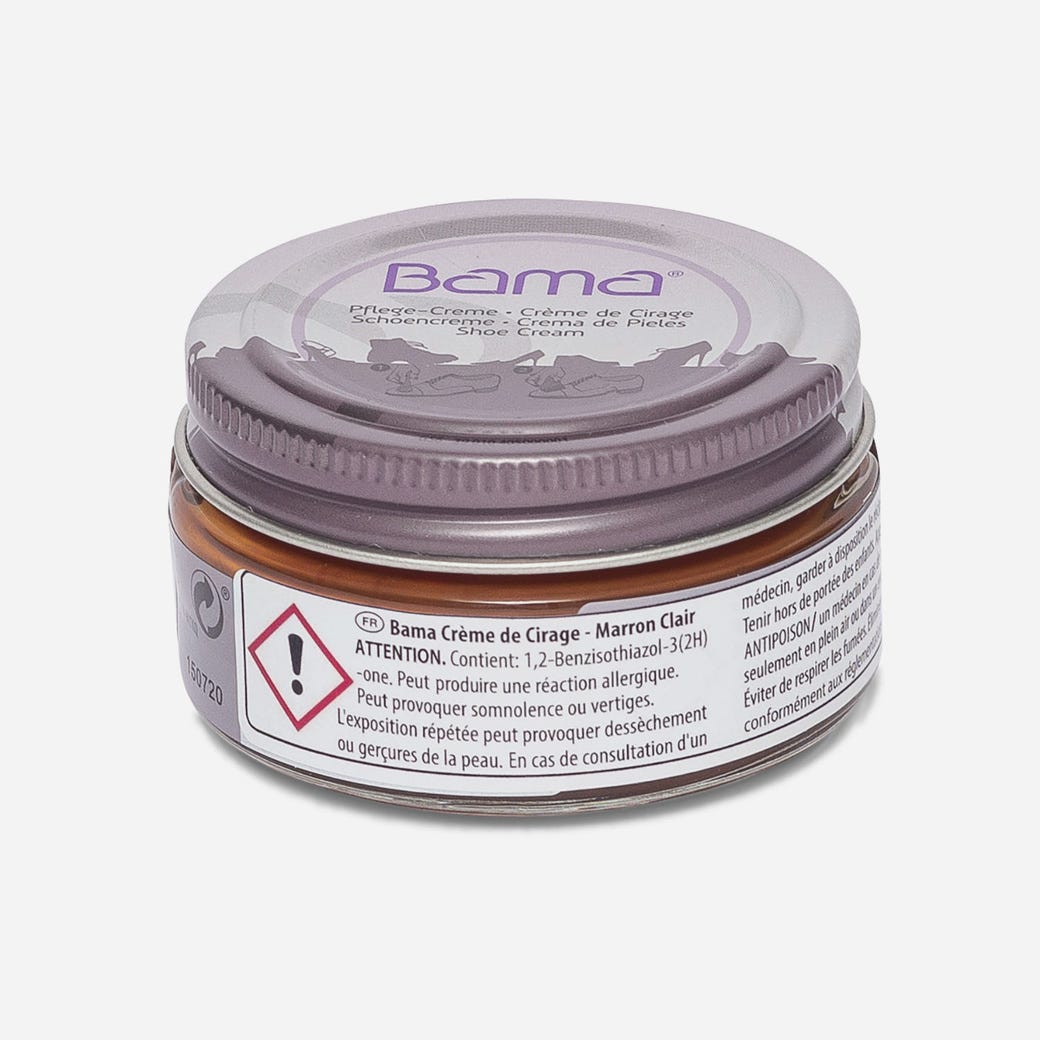 Bama®
Pflege-Creme • Crème de Cirage
Schoencreme • Crema de Pieles
Shoe Cream
1
2
®
150720
FR Bama Crème de Cirage - Marron Clair
ATTENTION. Contient: 1,2-Benzisothiazol-3(2H)
-one. Peut produire une réaction allergique.
Peut provoquer somnolence ou vertiges.
L'exposition répétée peut provoquer dessèchement
ou gerçures de la peau. En cas de consultation d'un
médecin, garder à disposition le
Tenir hors de portée des enfants.
ANTIPOISON/ un médecin en cas
seulement en plein air ou dans un
Éviter de respirer les fumées.
conformément aux